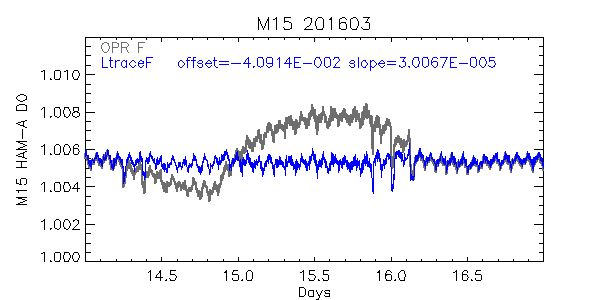 M15 201603
OPR F
LtraceF offset=−4.0914E−002 slope=3.0067E−005
1.010
1.008
1.006
1.004
1.002
1.000
M15 HAM−A D0
14.5 15.0 15.5 16.0 16.5
Days